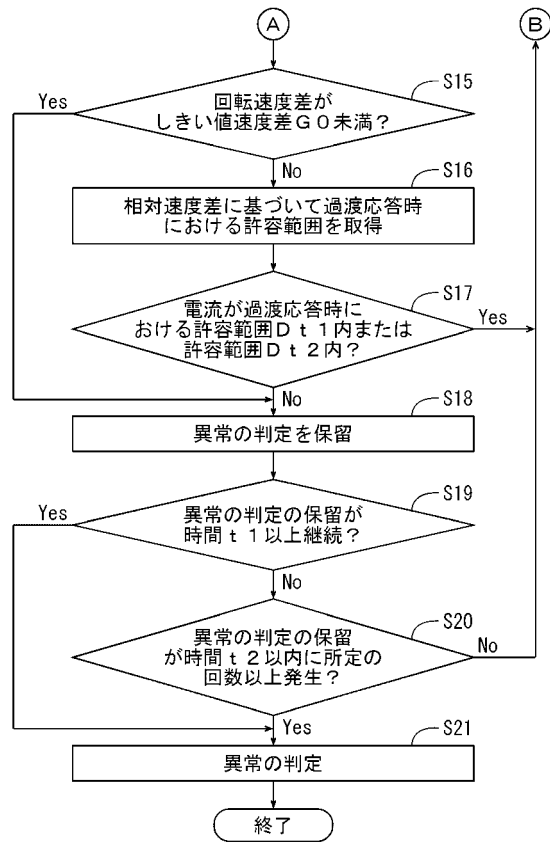 A
B
S15
Yes
回転速度差が
しきい値速度差G0未満?
No
S16
相対速度差に基づいて過渡応答時
における許容範囲を取得
S17
電流が過渡応答時に
おける許容範囲Dt1内または
許容範囲Dt2内?
Yes
No
S18
異常の判定を保留
S19
Yes
異常の判定の保留が
時間t1以上継続?
No
S20
異常の判定の保留
が時間t2以内に所定の
回数以上発生?
No
Yes
S21
異常の判定
終了